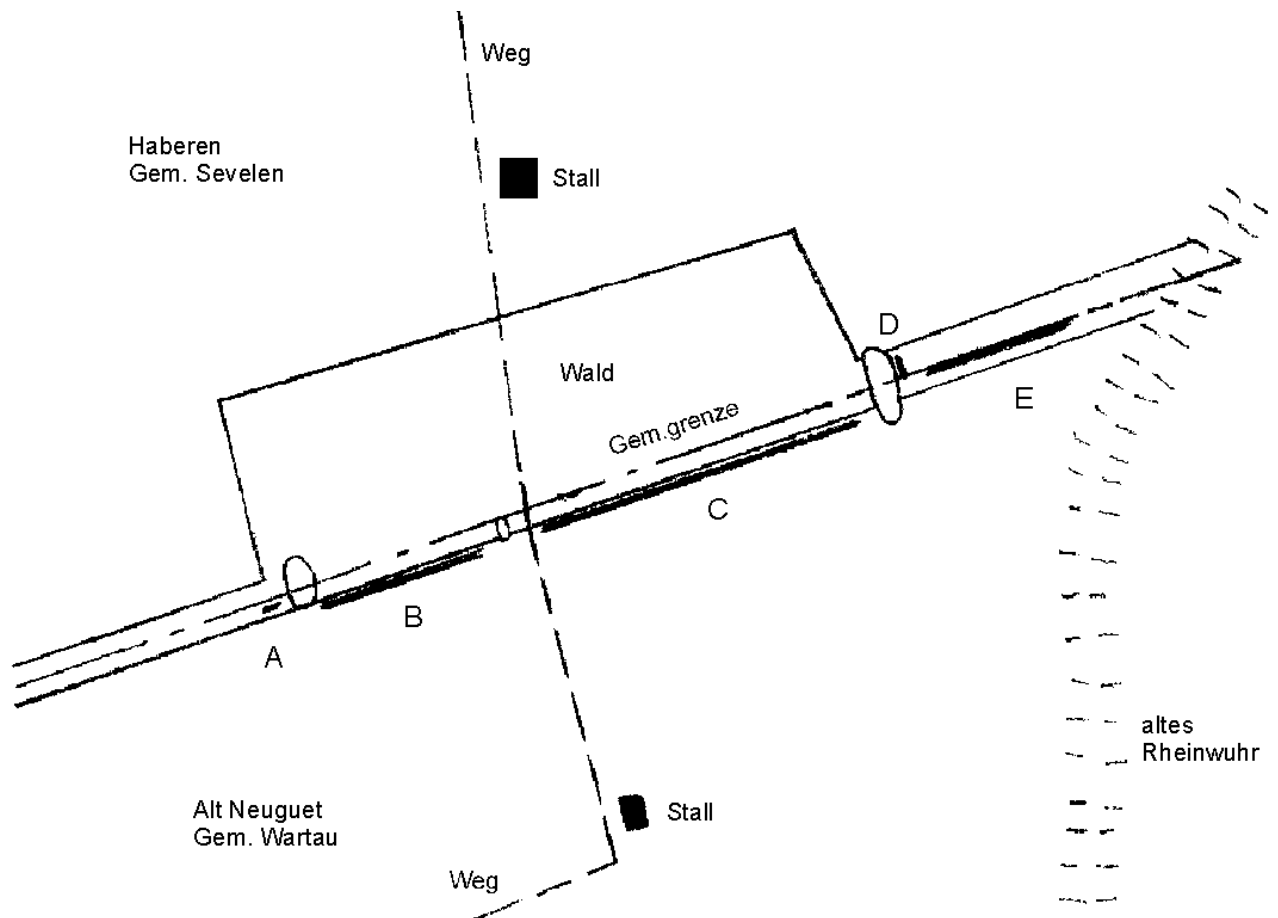 Weg
Haberen
Gem. Sevelen
Stall
D
Wald
E
Gem.grenze
C
B
A
altes
Rheinwuhr
Alt Neuguet
Gem. Wartau
Stall
Weg